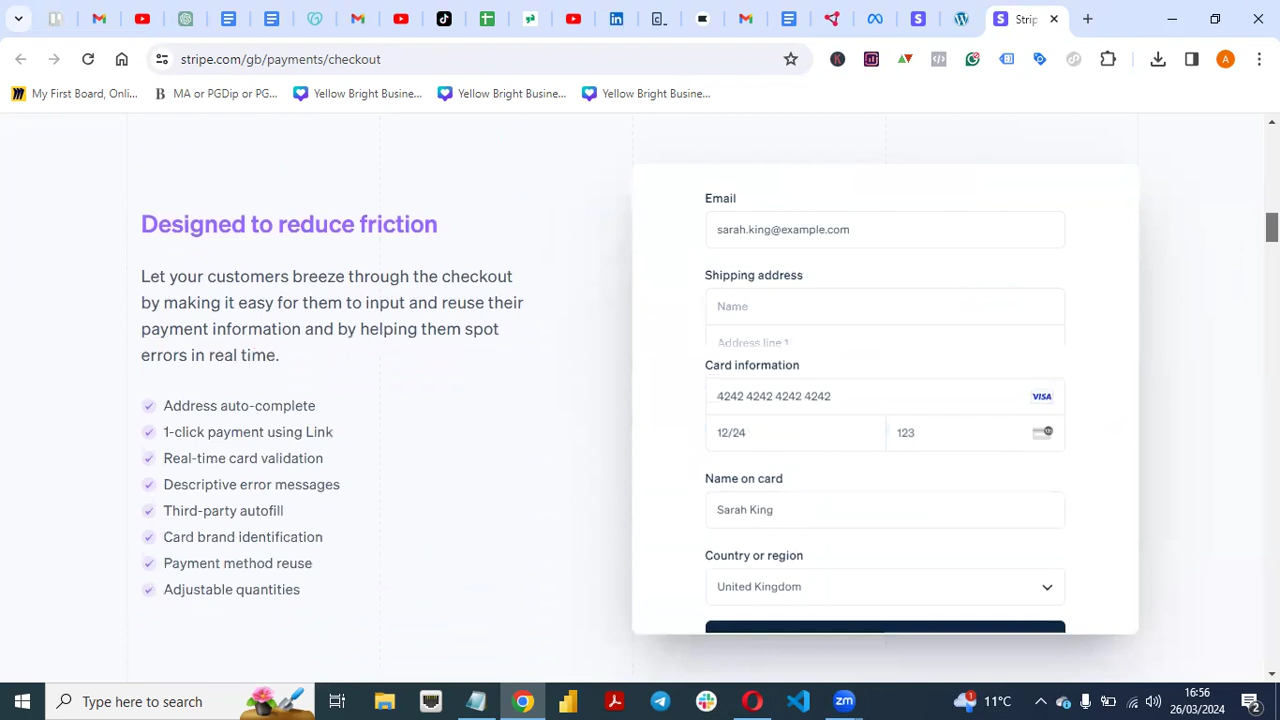 Strip
stripe.com/gb/payments/checkout
A
My First Board, Onli...
B MA or PGDip or PG...
Yellow Bright Busine...
Yellow Bright Busine...
Yellow Bright Busine...
Designed to reduce friction
Let your customers breeze through the checkout
by making it easy for them to input and reuse their
payment information and by helping them spot
errors in real time.
Address auto-complete
1-click payment using Link
Real-time card validation
Descriptive error messages
Third-party autofill
Card brand identification
Payment method reuse
Adjustable quantities
Email
sarah.king@example.com
Shipping address
Name
Address line 1
Card information
4242 4242 4242 4242
VISA
12/24
123
Name on card
Sarah King
Country or region
United Kingdom
Type here to search
zm
1
11°C
16:56
26/03/2024
2